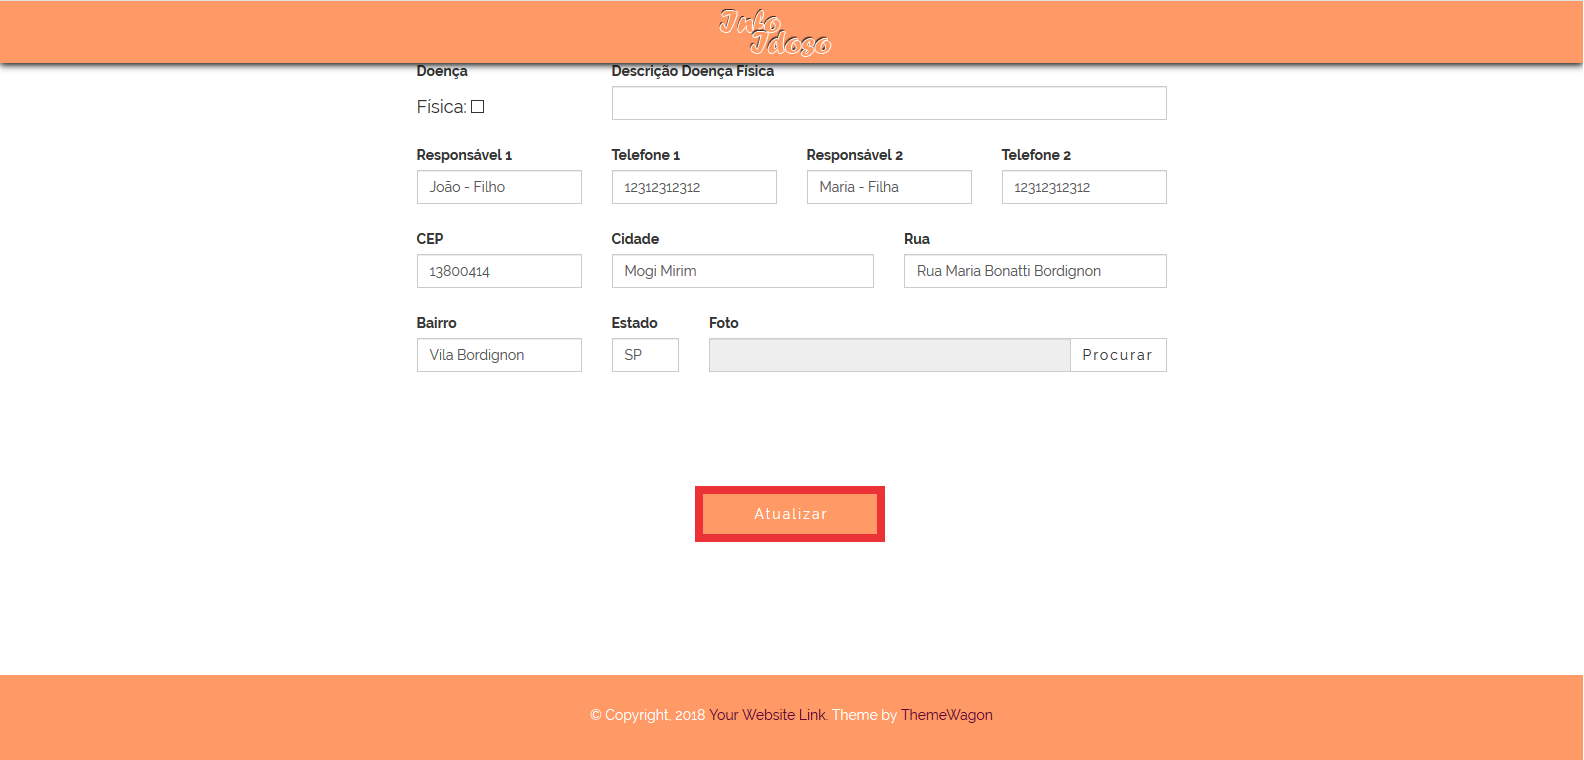 Info
Idoso
Doença
Descrição Doença Física
Física:
Responsável 1
Telefone 1
Responsável 2
Telefone 2
João - Filho
12312312312
Maria - Filha
12312312312
CEP
Cidade
Rua
13800414
Mogi Mirim
Rua Maria Bonatti Bordignon
Bairro
Estado
Foto
Vila Bordignon
SP
Procurar
Atualizar
© Copyright, 2018 Your Website Link. Theme by ThemeWagon